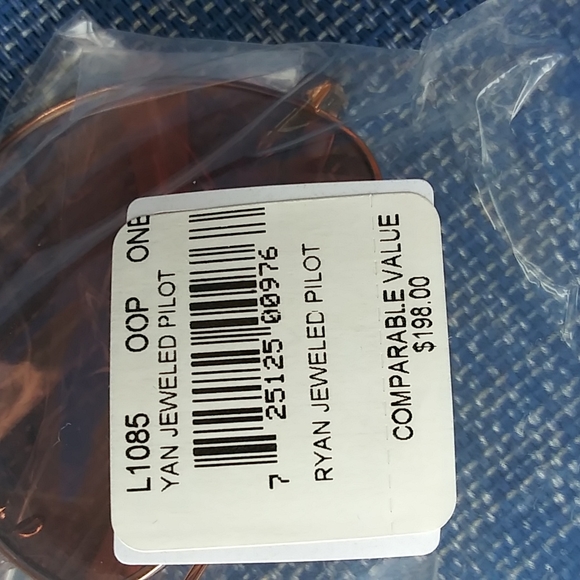 L1085 OOP ONE
YAN JEWELED PILOT
7 25125 00976
RYAN JEWELED PILOT
COMPARABLE VALUE
$198.00